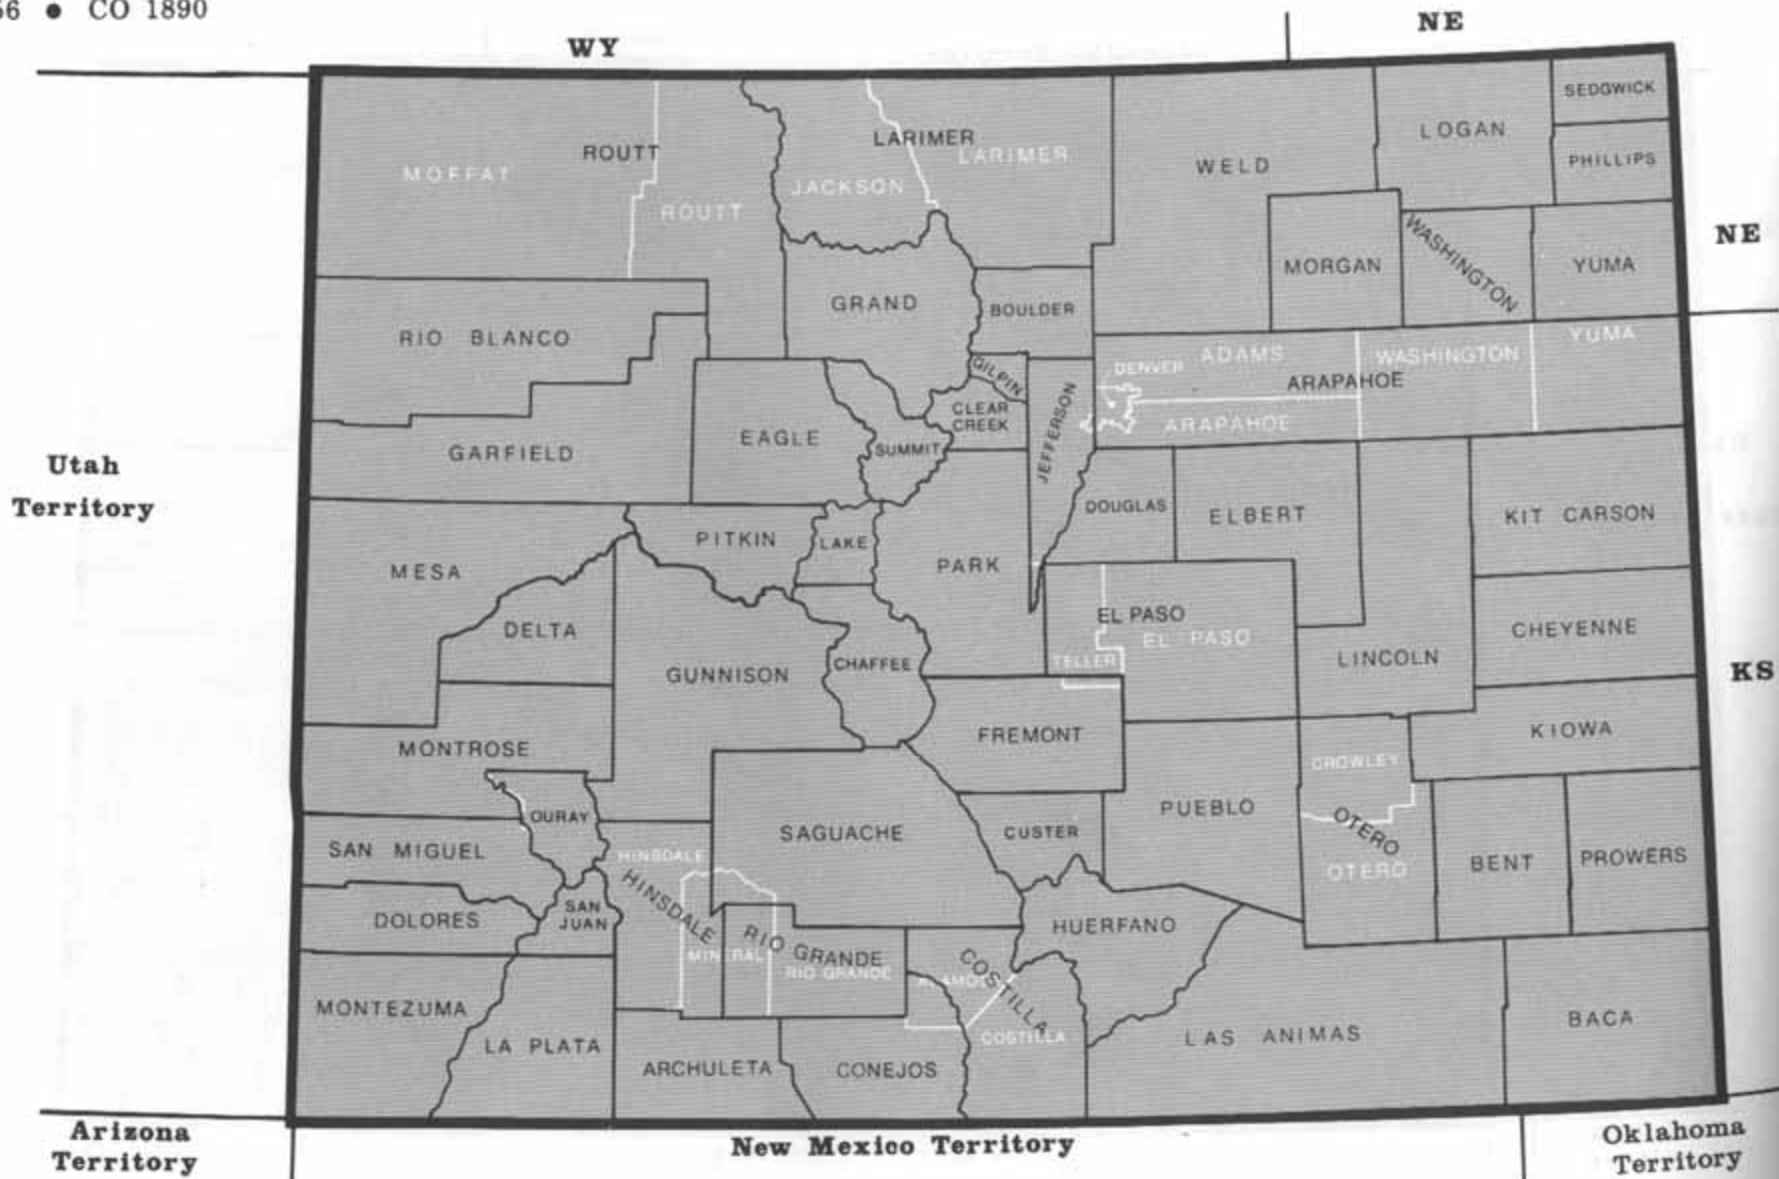 56 ● CO 1890
WY
NE
NE
KS
Utah
Territory
Arizona
Territory
New Mexico Territory
Oklahoma
Territory
MOFFAT
ROUTT
ROUTT
LARIMER
LARIMER
JACKSON
WELD
LOGAN
SEDGWICK
PHILLIPS
MORGAN
WASHINGTON
YUMA
RIO BLANCO
GRAND
BOULDER
GILPIN
CLEAR
CREEK
JEFFERSON
DENVER
ADAMS
WASHINGTON
YUMA
ARAPAHOE
ARAPAHOE
GARFIELD
EAGLE
SUMMIT
DOUGLAS
ELBERT
KIT CARSON
MESA
PITKIN
LAKE
PARK
DELTA
GUNNISON
CHAFFEE
EL PASO
EL PASO
TELLER
LINCOLN
CHEYENNE
MONTROSE
FREMONT
KIOWA
CROWLEY
OURAY
SAGUACHE
CUSTER
PUEBLO
OTERO
OTERO
BENT
PROWERS
SAN MIGUEL
HINSDALE
HINSDALE
DOLORES
SAN
JUAN
RIO GRANDE
MINERAL
RIO GRANDE
COSTILLA
HUERFANO
MONTEZUMA
LA PLATA
ARCHULETA
CONEJOS
COSTILLA
LAS ANIMAS
BACA